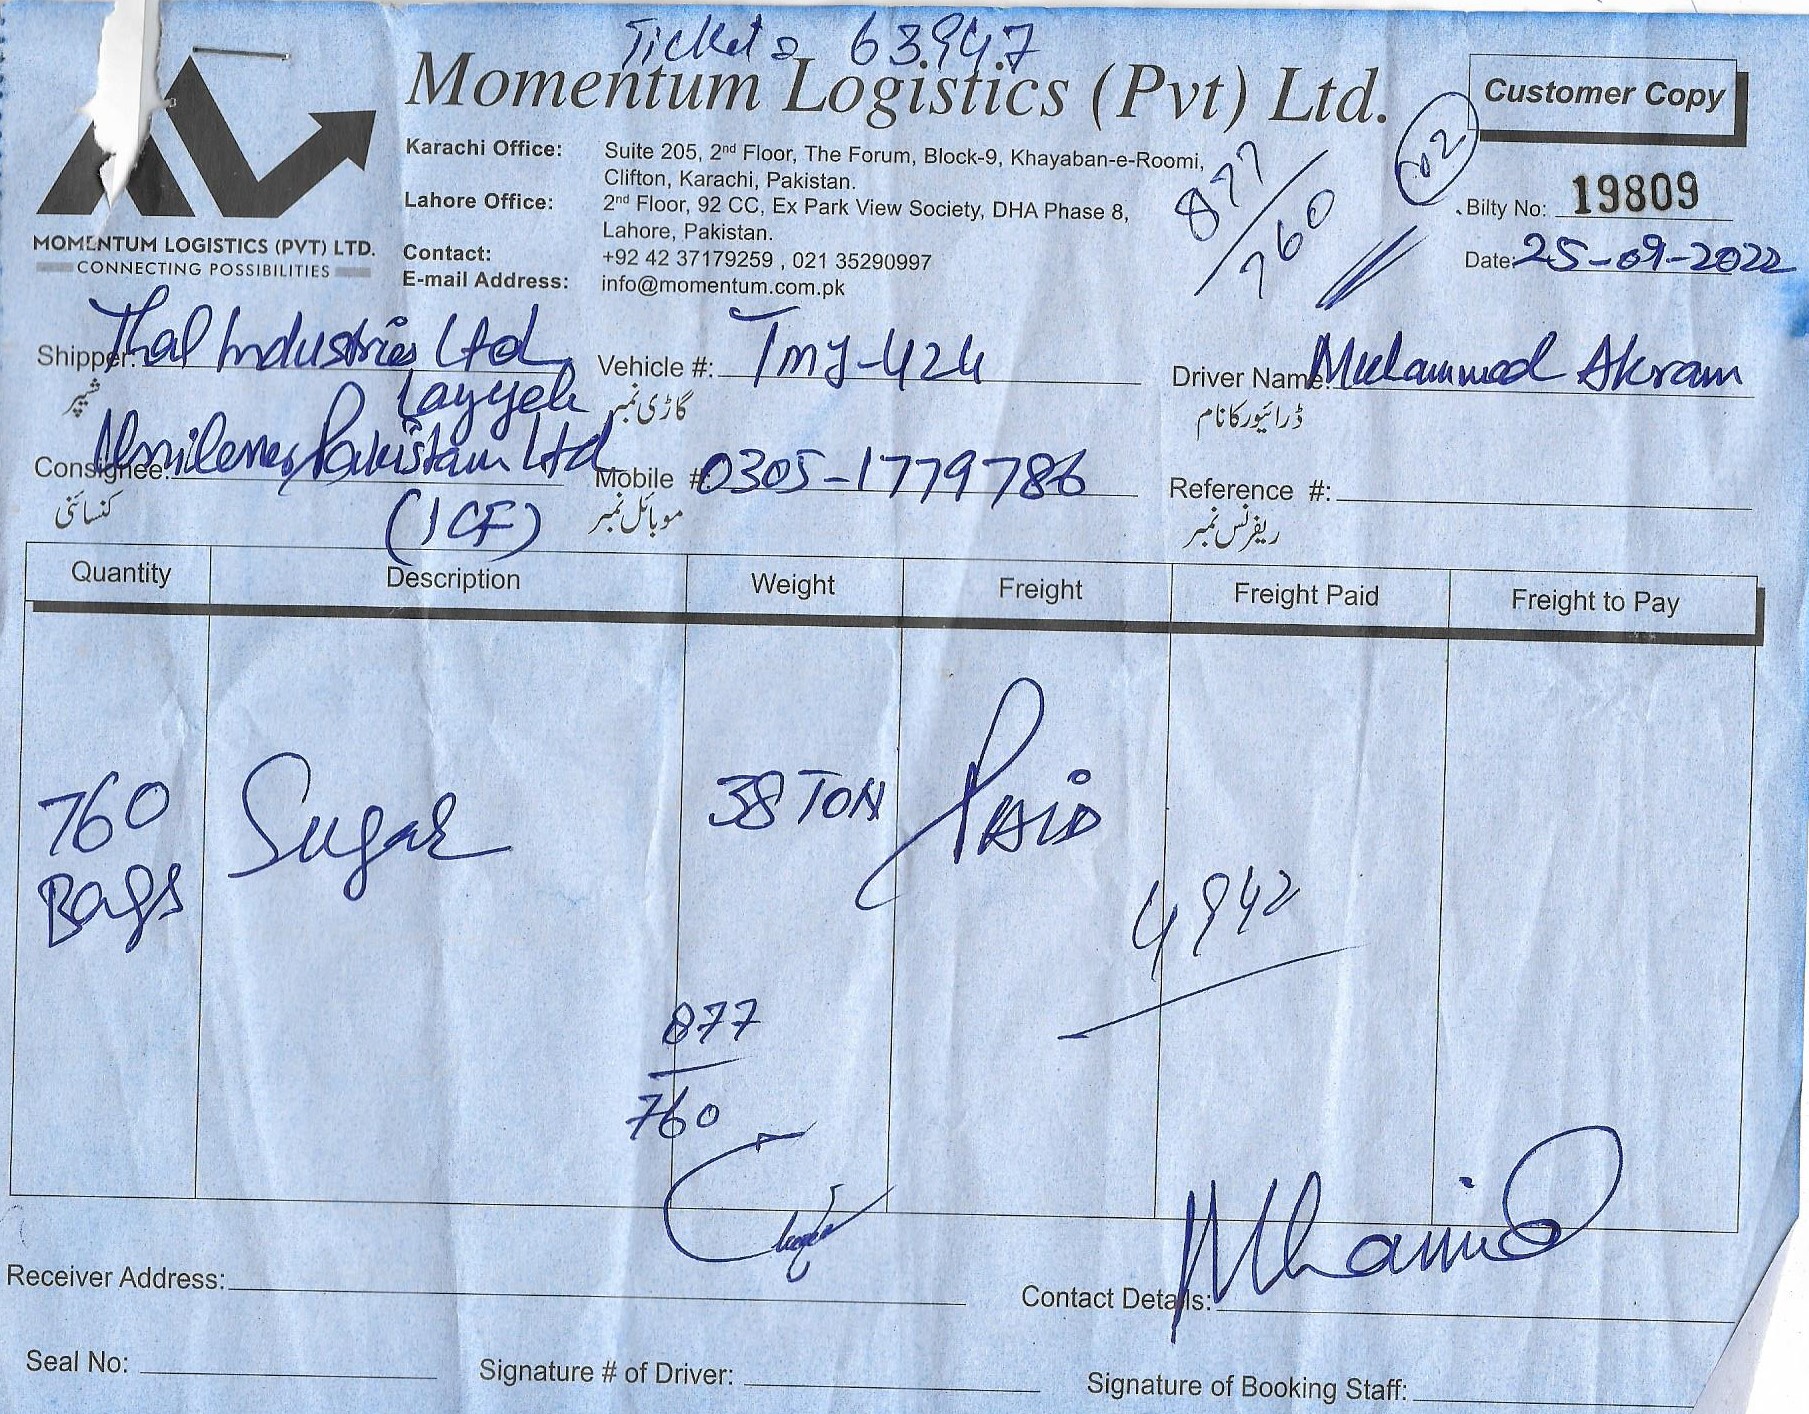 Ticket 63947
Momentum Logistics (Pvt) Ltd.
Customer Copy
Karachi Office: Suite 205, 2nd Floor, The Forum, Block-9, Khayaban-e-Roomi,
Clifton, Karachi, Pakistan.
Lahore Office: 2nd Floor, 92 CC, Ex Park View Society, DHA Phase 8,
Lahore, Pakistan.
Contact: +92 42 37179259 , 021 35290997
E-mail Address: info@momentum.com.pk
MOMENTUM LOGISTICS (PVT) LTD.
CONNECTING POSSIBILITIES
877/760
02
Bilty No: 19809
Date: 25-09-2022
Shipper: Thal Industries Ltd
Layyah
شپر
Vehicle #: TMJ-424
گاڑی نمبر
Driver Name: Muhammad Akram
ڈرائیور کا نام
Consignee: Pakistan Ltd
(ICF)
کنسائنی
Mobile #: 0305-1779786
موبائل نمبر
Reference #:
ریفرنس نمبر
Quantity Description Weight Freight Freight Paid Freight to Pay
760 Sugar 38 TON PAID
Bags
4942
877
760
Receiver Address:
Contact Details:
Seal No:
Signature # of Driver:
Signature of Booking Staff: